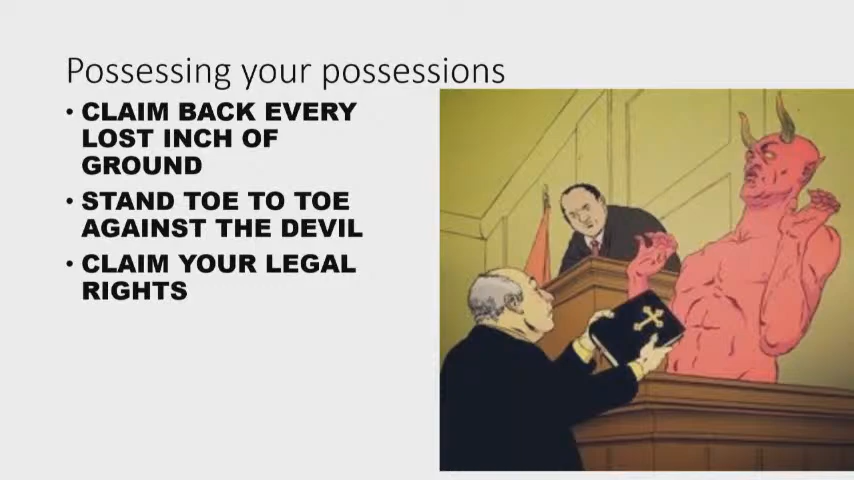 Possessing your possessions
• CLAIM BACK EVERY
LOST INCH OF
GROUND
• STAND TOE TO TOE
AGAINST THE DEVIL
• CLAIM YOUR LEGAL
RIGHTS